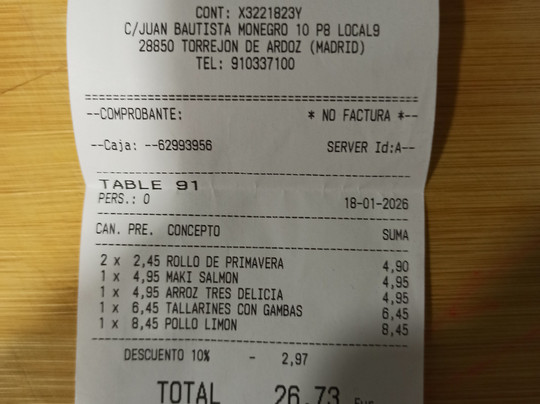 CONT: X3221823Y
C/JUAN BAUTISTA MONEGRO 10 P8 LOCAL9
28850 TORREJON DE ARDOZ (MADRID)
TEL: 910337100
--COMPROBANTE: * NO FACTURA *--
--Caja: --62993956 SERVER Id:A--
TABLE 91
PERS.: 0 18-01-2026
CAN. PRE. CONCEPTO SUMA
2 x 2,45 ROLLO DE PRIMAVERA 4,90
1 x 4,95 MAKI SALMON 4,95
1 x 4,95 ARROZ TRES DELICIA 4,95
1 x 6,45 TALLARINES CON GAMBAS 6,45
1 x 8,45 POLLO LIMON 8,45
DESCUENTO 10% - 2,97
TOTAL 26,73 Eur